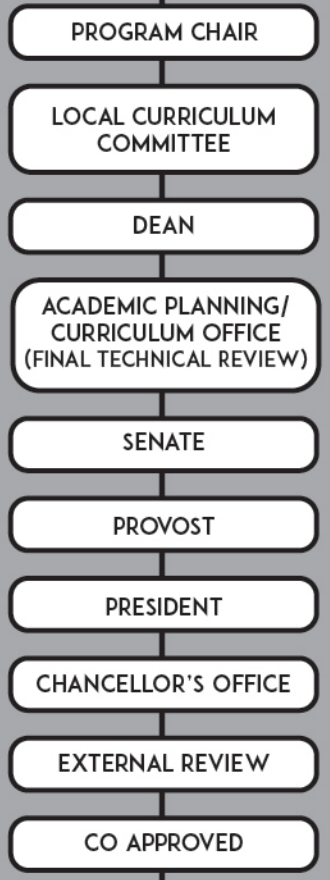 PROGRAM CHAIR
LOCAL CURRICULUM
COMMITTEE
DEAN
ACADEMIC PLANNING/
CURRICULUM OFFICE
(FINAL TECHNICAL REVIEW)
SENATE
PROVOST
PRESIDENT
CHANCELLOR'S OFFICE
EXTERNAL REVIEW
CO APPROVED